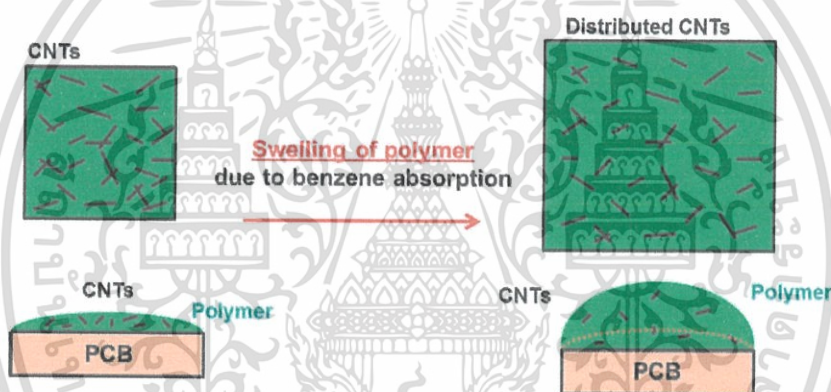 CNTs
Distributed CNTs
Swelling of polymer
due to benzene absorption
CNTs
Polymer
PCB
CNTs
Polymer
PCB